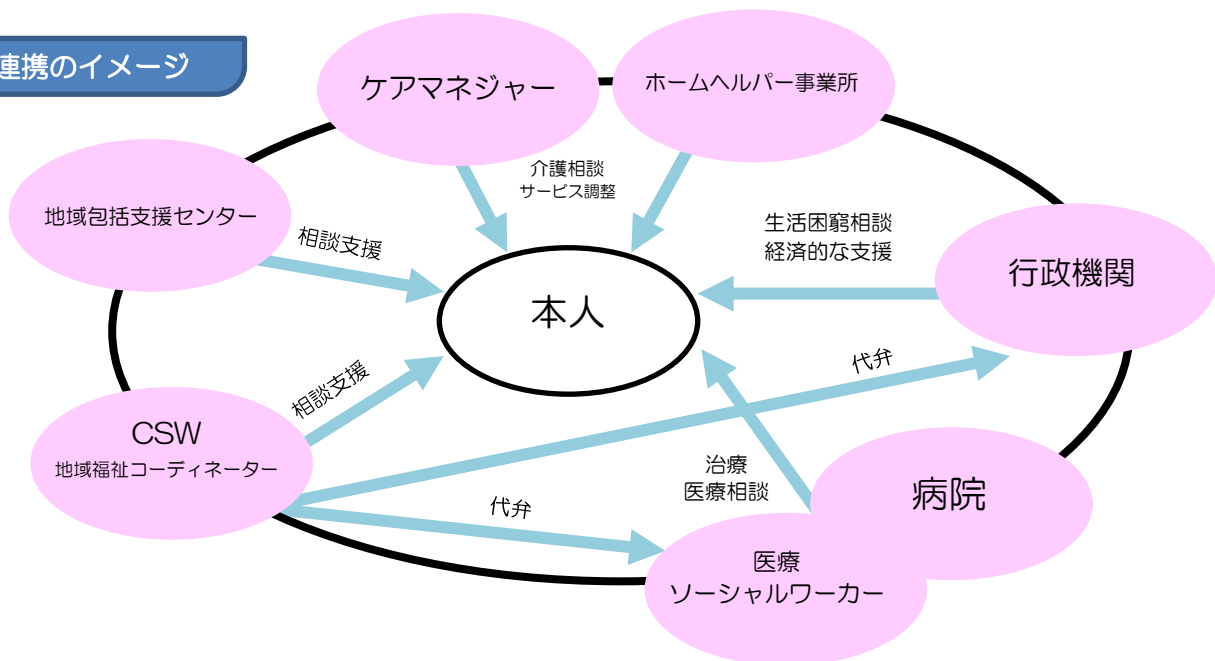 連携のイメージ
ケアマネジャー
ホームヘルパー事業所
介護相談
サービス調整
地域包括支援センター
相談支援
生活困窮相談
経済的な支援
行政機関
本人
相談支援
代弁
CSW
地域福祉コーディネーター
治療
医療相談
病院
代弁
医療
ソーシャルワーカー